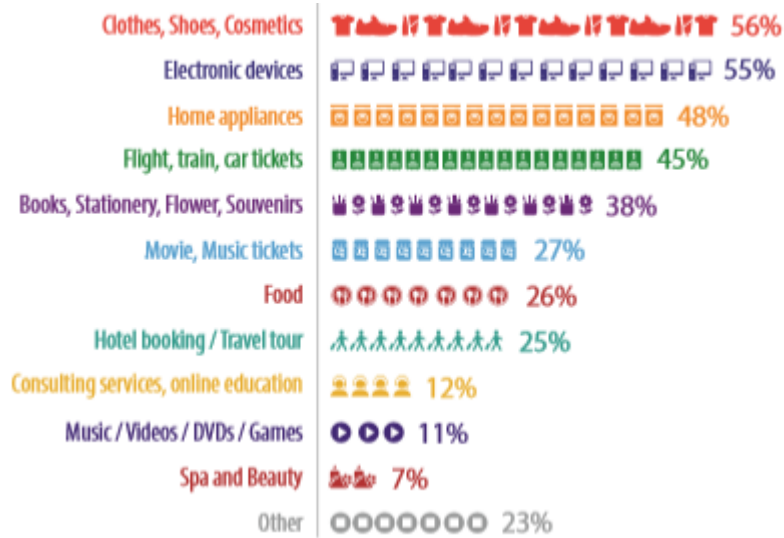 Clothes, Shoes, Cosmetics 56%
Electronic devices 55%
Home appliances 48%
Flight, train, car tickets 45%
Books, Stationery, Flower, Souvenirs 38%
Movie, Music tickets 27%
Food 26%
Hotel booking / Travel tour 25%
Consulting services, online education 12%
Music / Videos / DVDs / Games 11%
Spa and Beauty 7%
Other 23%